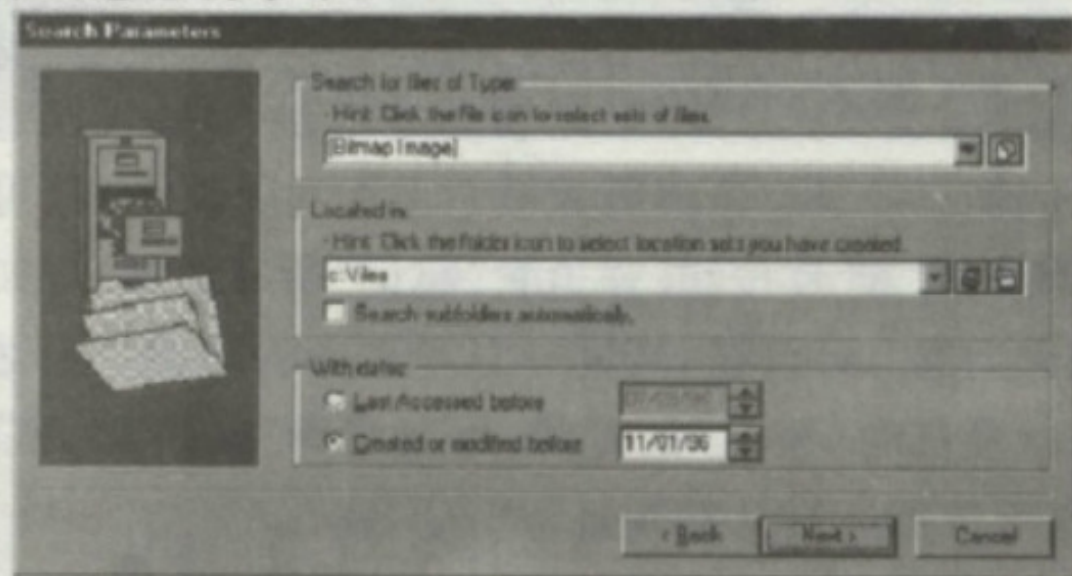 Search Parameters
Search for files of Type:
Hint: Click the file icon to select sets of files.
[Bitmap Image]
Located in:
Hint: Click the folder icon to select location sets you have created.
c:\files
Search subfolders automatically.
With dates:
Last Accessed before
Created or modified before 11/01/96
< Back Next > Cancel